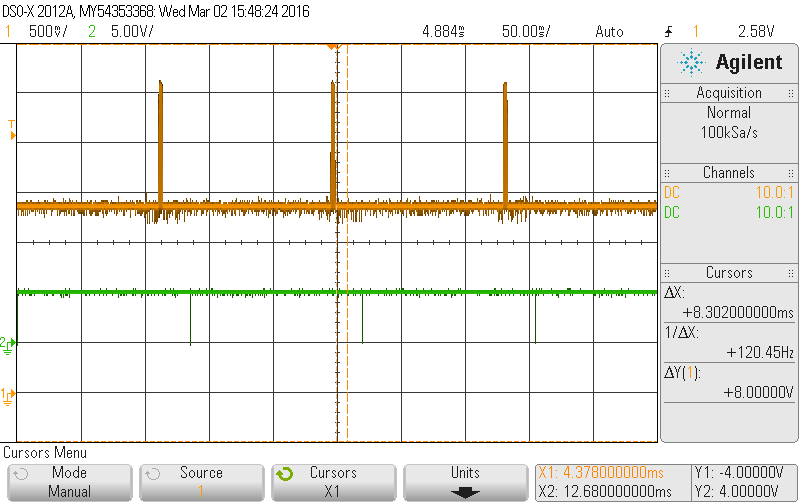 DSO-X 2012A, MY54353368: Wed Mar 02 15:48:24 2016
1 500mV/ 2 5.00V/ 4.884ms 50.00ms/ Auto 1 2.58V
Agilent
Acquisition
Normal
100kSa/s
Channels
DC 10.0:1
DC 10.0:1
Cursors
ΔX:
+8.302000000ms
1/ΔX:
+120.45Hz
ΔY(1):
+8.00000V
T
2
1
Cursors Menu
Mode
Manual
Source
1
Cursors
X1
Units
X1: 4.378000000ms
X2: 12.680000000ms
Y1: -4.00000V
Y2: 4.00000V